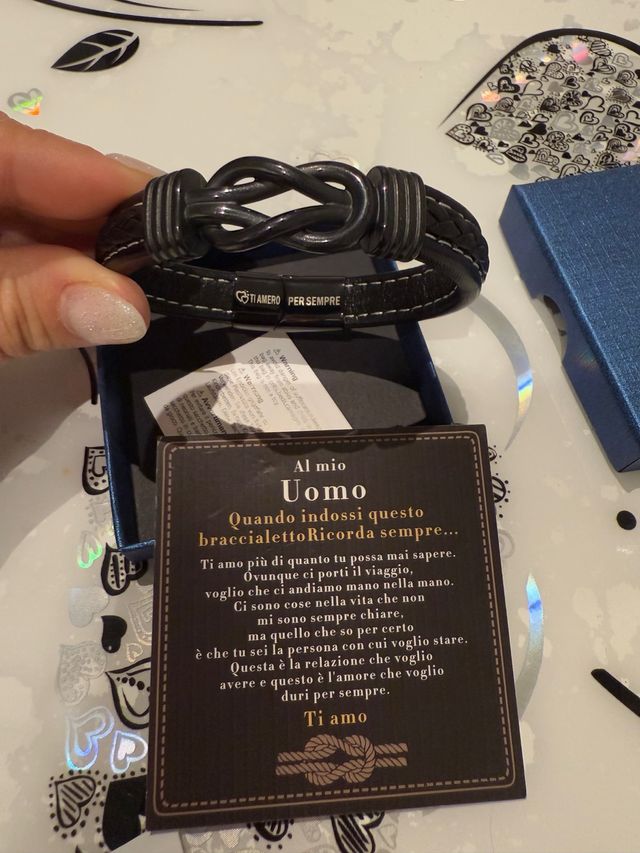 TI AMERO PER SEMPRE
Warning
Warning
Al mio
Uomo
Quando indossi questo
braccialettoRicorda sempre...
Ti amo più di quanto tu possa mai sapere.
Ovunque ci porti il viaggio,
voglio che ci andiamo mano nella mano.
Ci sono cose nella vita che non
mi sono sempre chiare,
ma quello che so per certo
è che tu sei la persona con cui voglio stare.
Questa è la relazione che voglio
avere e questo è l'amore che voglio
duri per sempre.
Ti amo